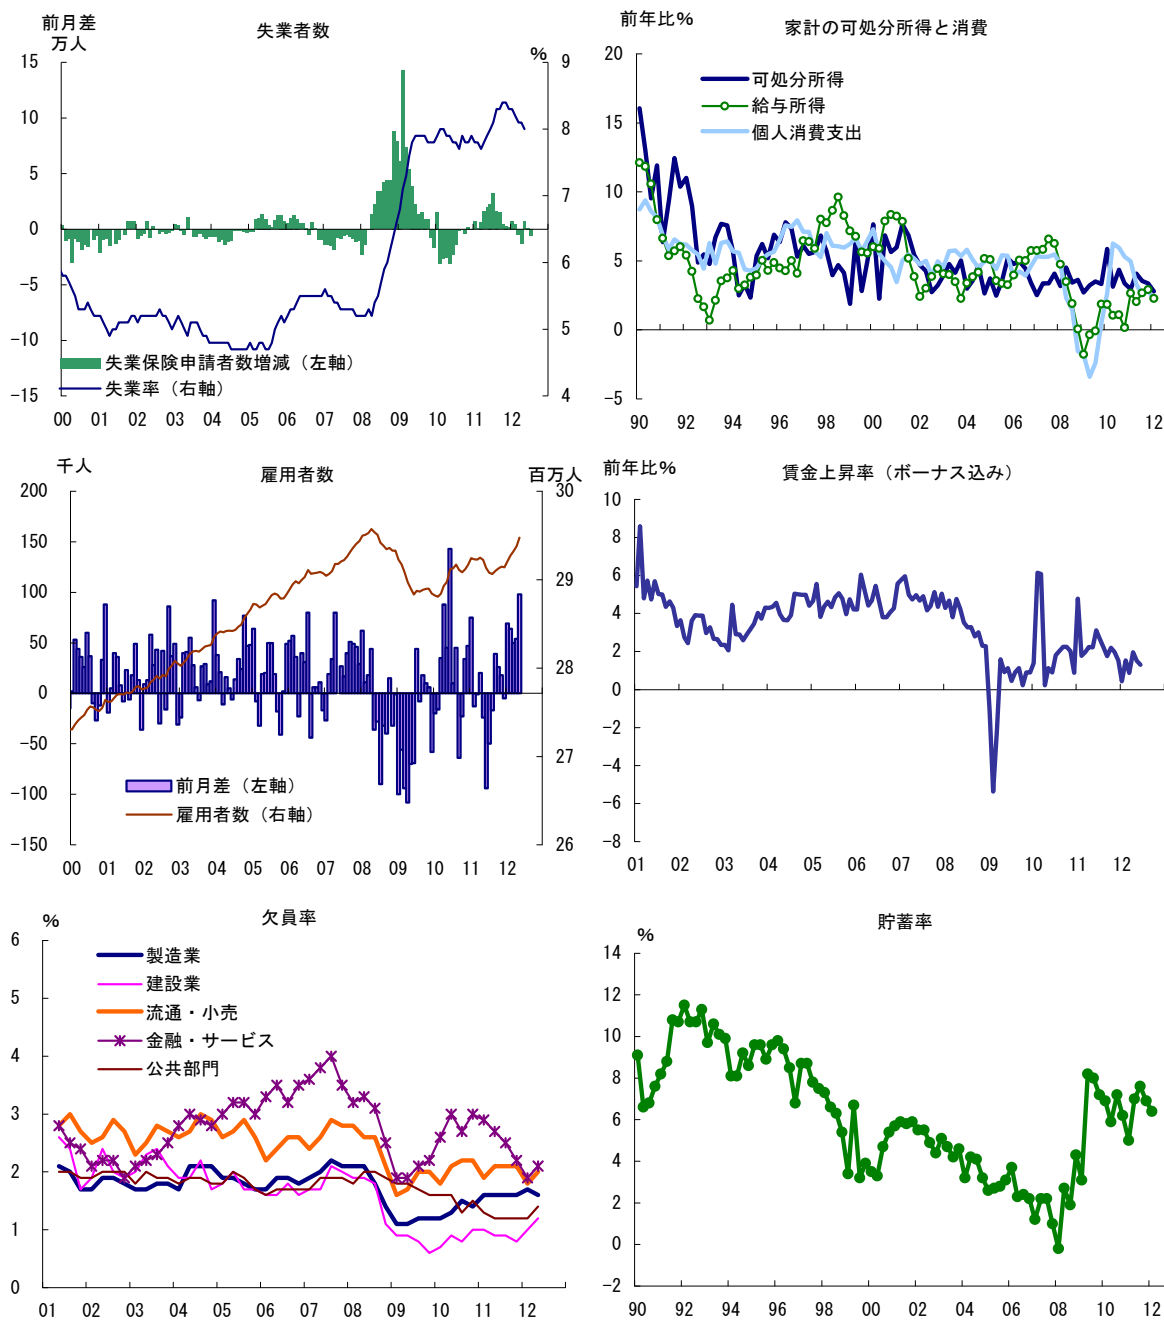 前月差
万人
失業者数
%
15
10
5
0
−5
−10
−15
9
8
7
6
5
4
失業保険申請者数増減（左軸）
失業率（右軸）
00 01 02 03 04 05 06 07 08 09 10 11 12
前年比%
家計の可処分所得と消費
20
15
10
5
0
−5
可処分所得
給与所得
個人消費支出
90 92 94 96 98 00 02 04 06 08 10 12
千人
雇用者数
百万人
200
150
100
50
0
−50
−100
−150
30
29
28
27
26
前月差（左軸）
雇用者数（右軸）
00 01 02 03 04 05 06 07 08 09 10 11 12
前年比%
賃金上昇率（ボーナス込み）
10
8
6
4
2
0
−2
−4
−6
−8
01 02 03 04 05 06 07 08 09 10 11 12
%
欠員率
6
5
4
3
2
1
0
製造業
建設業
流通・小売
金融・サービス
公共部門
01 02 03 04 05 06 07 08 09 10 11 12
%
貯蓄率
14
12
10
8
6
4
2
0
−2
90 92 94 96 98 00 02 04 06 08 10 12